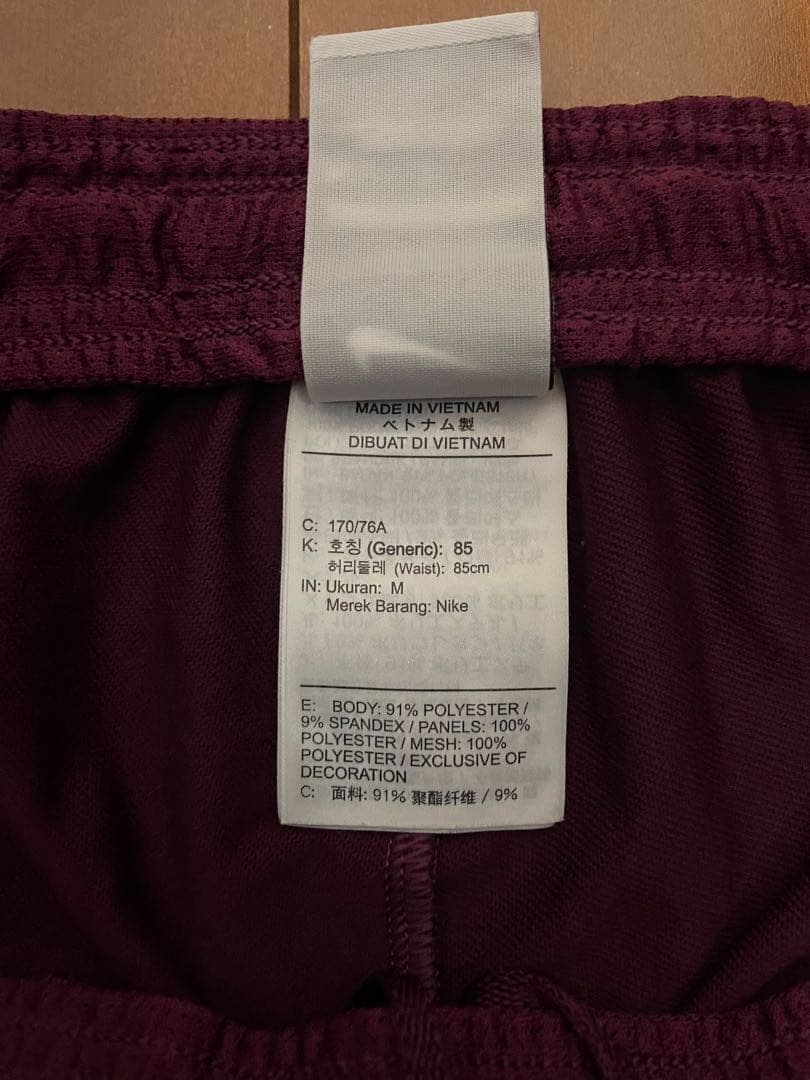 MADE IN VIETNAM
ベトナム製
DIBUAT DI VIETNAM
C: 170/76A
K: 호칭 (Generic): 85
허리둘레 (Waist): 85cm
IN: Ukuran: M
Merek Barang: Nike
E: BODY: 91% POLYESTER /
9% SPANDEX / PANELS: 100%
POLYESTER / MESH: 100%
POLYESTER / EXCLUSIVE OF
DECORATION
C: 面料: 91% 聚酯纤维 / 9%